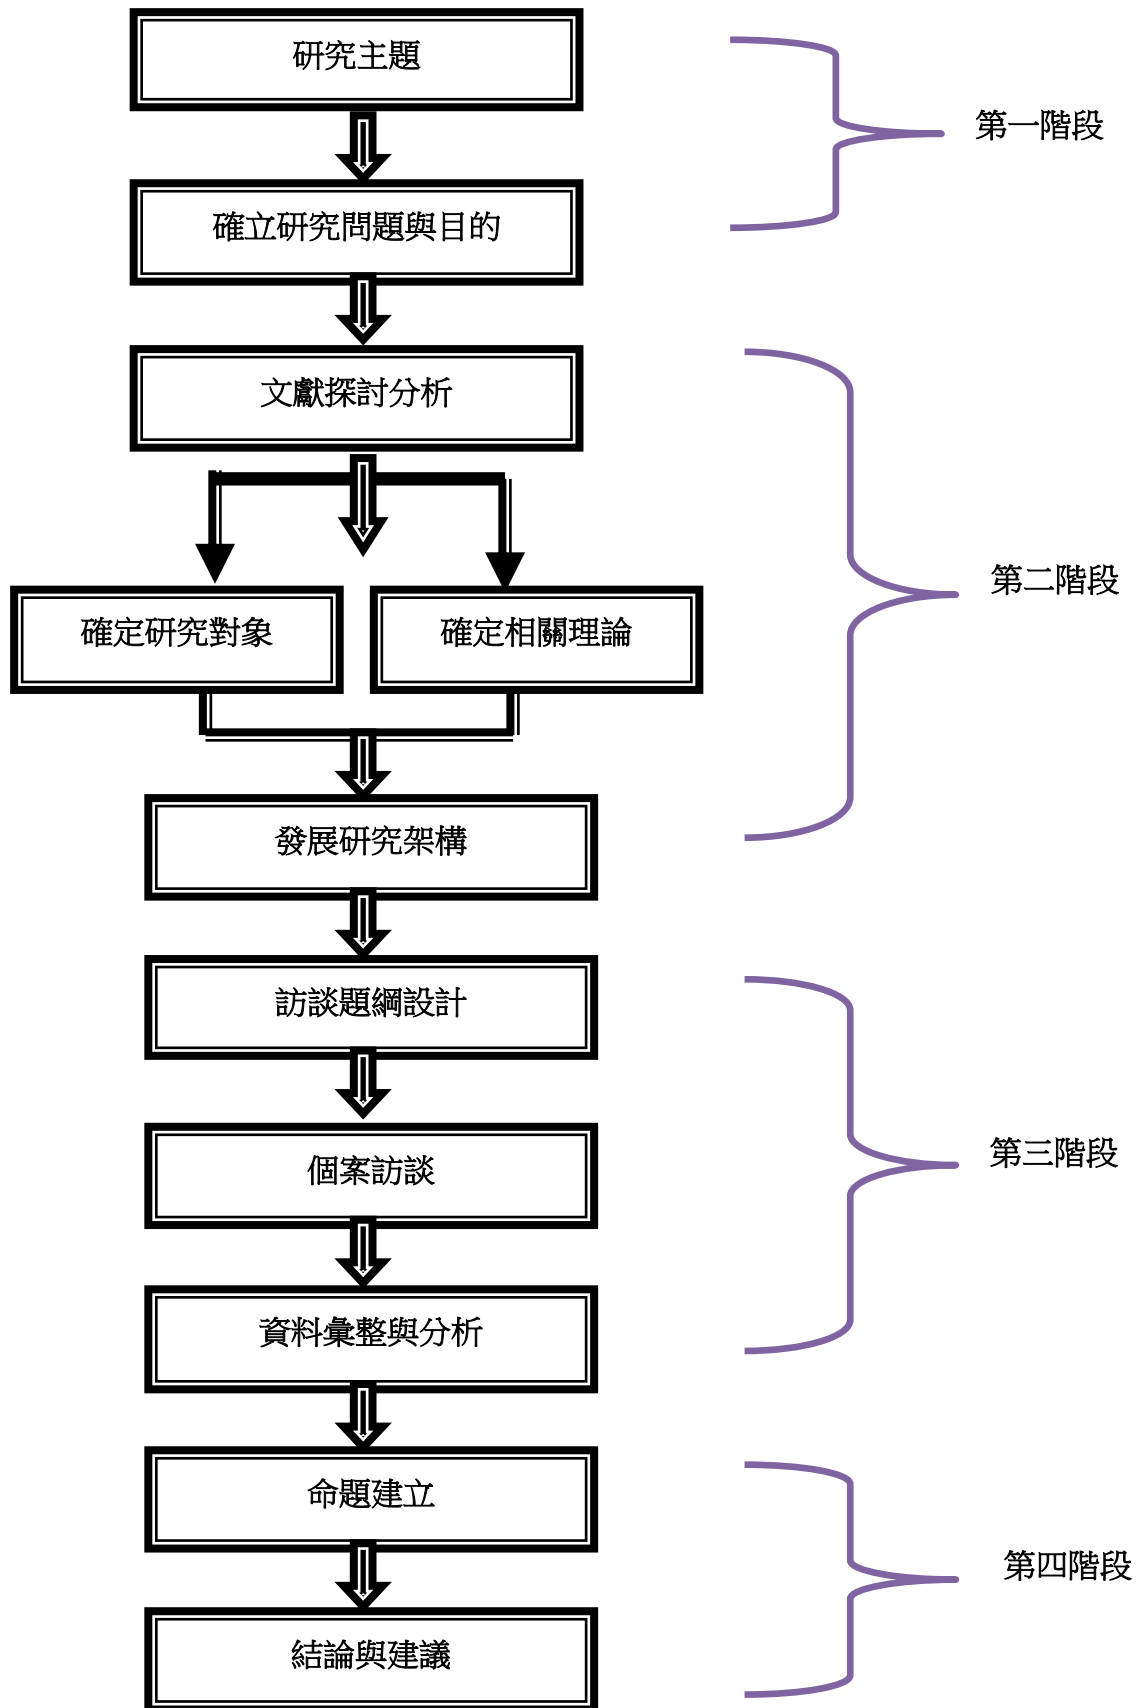 研究主題
第一階段
確立研究問題與目的
文獻探討分析
第二階段
確定研究對象
確定相關理論
發展研究架構
訪談題綱設計
第三階段
個案訪談
資料彙整與分析
命題建立
第四階段
結論與建議